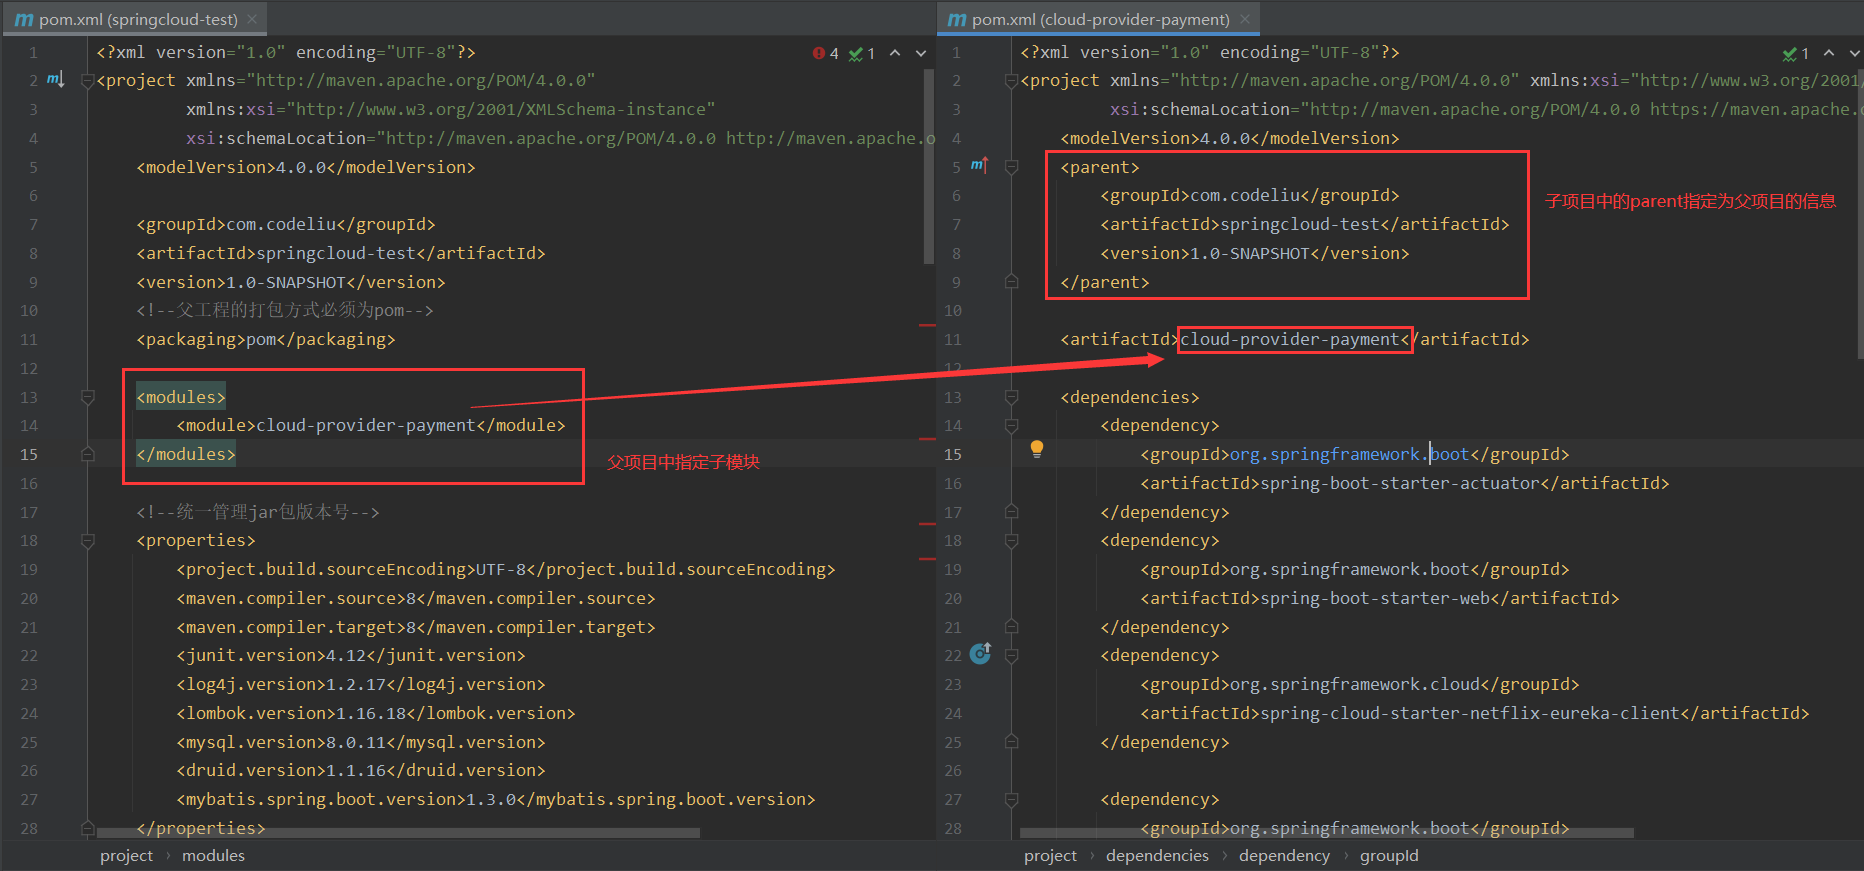 pom.xml (springcloud-test)
1 <?xml version="1.0" encoding="UTF-8"?>
4 1
2 <project xmlns="http://maven.apache.org/POM/4.0.0"
3 xmlns:xsi="http://www.w3.org/2001/XMLSchema-instance"
4 xsi:schemaLocation="http://maven.apache.org/POM/4.0.0 http://maven.apache.o
5 <modelVersion>4.0.0</modelVersion>
6
7 <groupId>com.codeliu</groupId>
8 <artifactId>springcloud-test</artifactId>
9 <version>1.0-SNAPSHOT</version>
10 <!--父工程的打包方式必须为pom-->
11 <packaging>pom</packaging>
12
13 <modules>
14 <module>cloud-provider-payment</module>
15 </modules>
父项目中指定子模块
16
17 <!--统一管理jar包版本号-->
18 <properties>
19 <project.build.sourceEncoding>UTF-8</project.build.sourceEncoding>
20 <maven.compiler.source>8</maven.compiler.source>
21 <maven.compiler.target>8</maven.compiler.target>
22 <junit.version>4.12</junit.version>
23 <log4j.version>1.2.17</log4j.version>
24 <lombok.version>1.16.18</lombok.version>
25 <mysql.version>8.0.11</mysql.version>
26 <druid.version>1.1.16</druid.version>
27 <mybatis.spring.boot.version>1.3.0</mybatis.spring.boot.version>
28 </properties>
project › modules
pom.xml (cloud-provider-payment)
1 <?xml version="1.0" encoding="UTF-8"?>
1
2 <project xmlns="http://maven.apache.org/POM/4.0.0" xmlns:xsi="http://www.w3.org/2001/
3 xsi:schemaLocation="http://maven.apache.org/POM/4.0.0 https://maven.apache.
4 <modelVersion>4.0.0</modelVersion>
5 <parent>
6 <groupId>com.codeliu</groupId>
子项目中的parent指定为父项目的信息
7 <artifactId>springcloud-test</artifactId>
8 <version>1.0-SNAPSHOT</version>
9 </parent>
10
11 <artifactId>cloud-provider-payment</artifactId>
12
13 <dependencies>
14 <dependency>
15 <groupId>org.springframework.boot</groupId>
16 <artifactId>spring-boot-starter-actuator</artifactId>
17 </dependency>
18 <dependency>
19 <groupId>org.springframework.boot</groupId>
20 <artifactId>spring-boot-starter-web</artifactId>
21 </dependency>
22 <dependency>
23 <groupId>org.springframework.cloud</groupId>
24 <artifactId>spring-cloud-starter-netflix-eureka-client</artifactId>
25 </dependency>
26
27 <dependency>
28 <groupId>org.springframework.boot</groupId>
project › dependencies › dependency › groupId